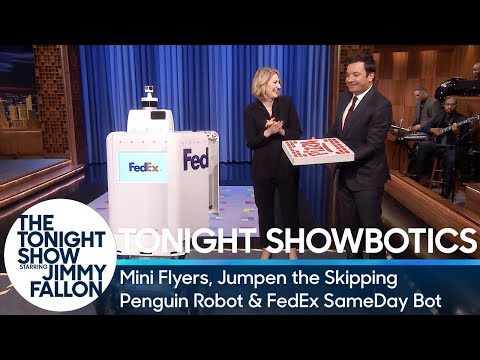 FedEx
Fed
TONIGHT SHOWBOTICS
THE
TONIGHT
SHOW
STARRING
JIMMY
FALLON
Mini Flyers, Jumpen the Skipping
Penguin Robot & FedEx SameDay Bot